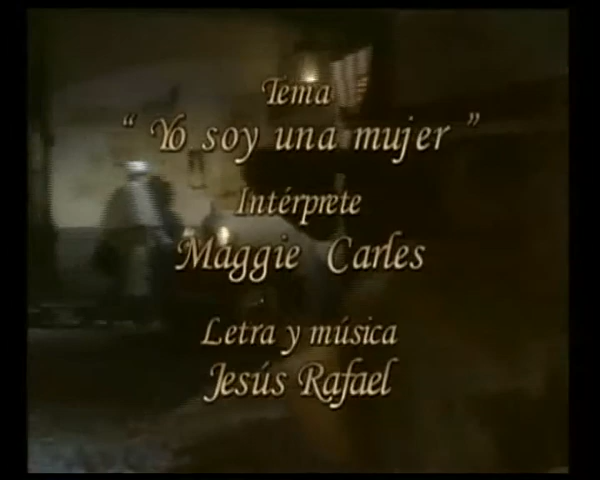 Tema
“ Yo soy una mujer ”
Intérprete
Maggie Carles
Letra y música
Jesús Rafael